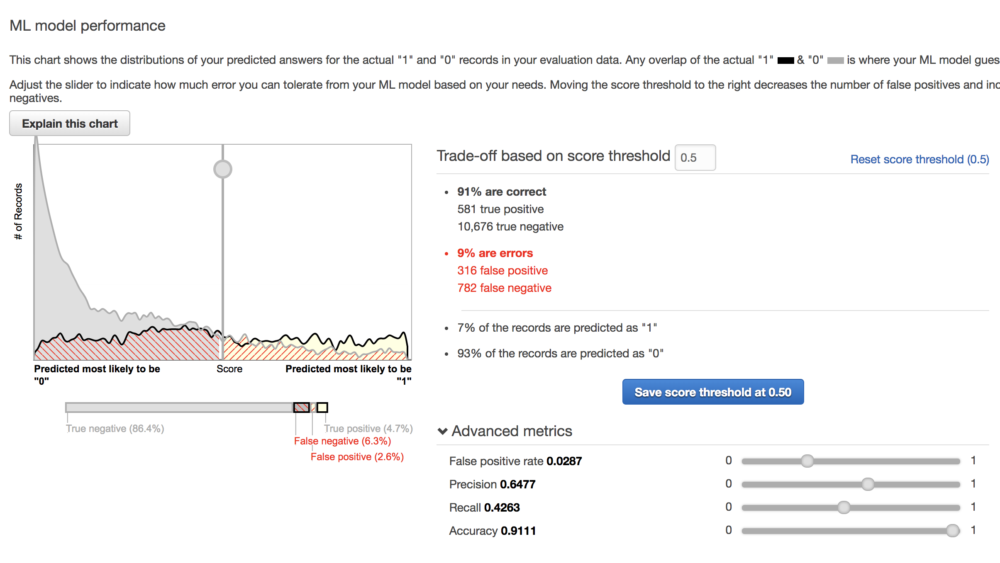 ML model performance
This chart shows the distributions of your predicted answers for the actual "1" and "0" records in your evaluation data. Any overlap of the actual "1" & "0" is where your ML model gues
Adjust the slider to indicate how much error you can tolerate from your ML model based on your needs. Moving the score threshold to the right decreases the number of false positives and inc
negatives.
Explain this chart
# of Records
Predicted most likely to be
"0"
Score
Predicted most likely to be
"1"
True negative (86.4%)
True positive (4.7%)
False negative (6.3%)
False positive (2.6%)
Trade-off based on score threshold 0.5
Reset score threshold (0.5)
• 91% are correct
581 true positive
10,676 true negative
• 9% are errors
316 false positive
782 false negative
• 7% of the records are predicted as "1"
• 93% of the records are predicted as "0"
Save score threshold at 0.50
Advanced metrics
False positive rate 0.0287 0 1
Precision 0.6477 0 1
Recall 0.4263 0 1
Accuracy 0.9111 0 1